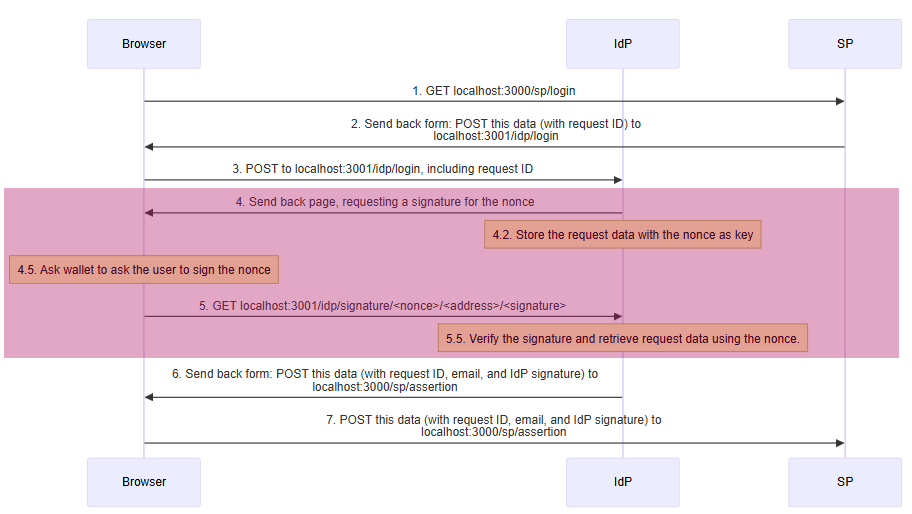 Browser
IdP
SP
1. GET localhost:3000/sp/login
2. Send back form: POST this data (with request ID) to
localhost:3001/idp/login
3. POST to localhost:3001/idp/login, including request ID
4. Send back page, requesting a signature for the nonce
4.2. Store the request data with the nonce as key
4.5. Ask wallet to ask the user to sign the nonce
5. GET localhost:3001/idp/signature/<nonce>/<address>/<signature>
5.5. Verify the signature and retrieve request data using the nonce.
6. Send back form: POST this data (with request ID, email, and IdP signature) to
localhost:3000/sp/assertion
7. POST this data (with request ID, email, and IdP signature) to
localhost:3000/sp/assertion
Browser
IdP
SP